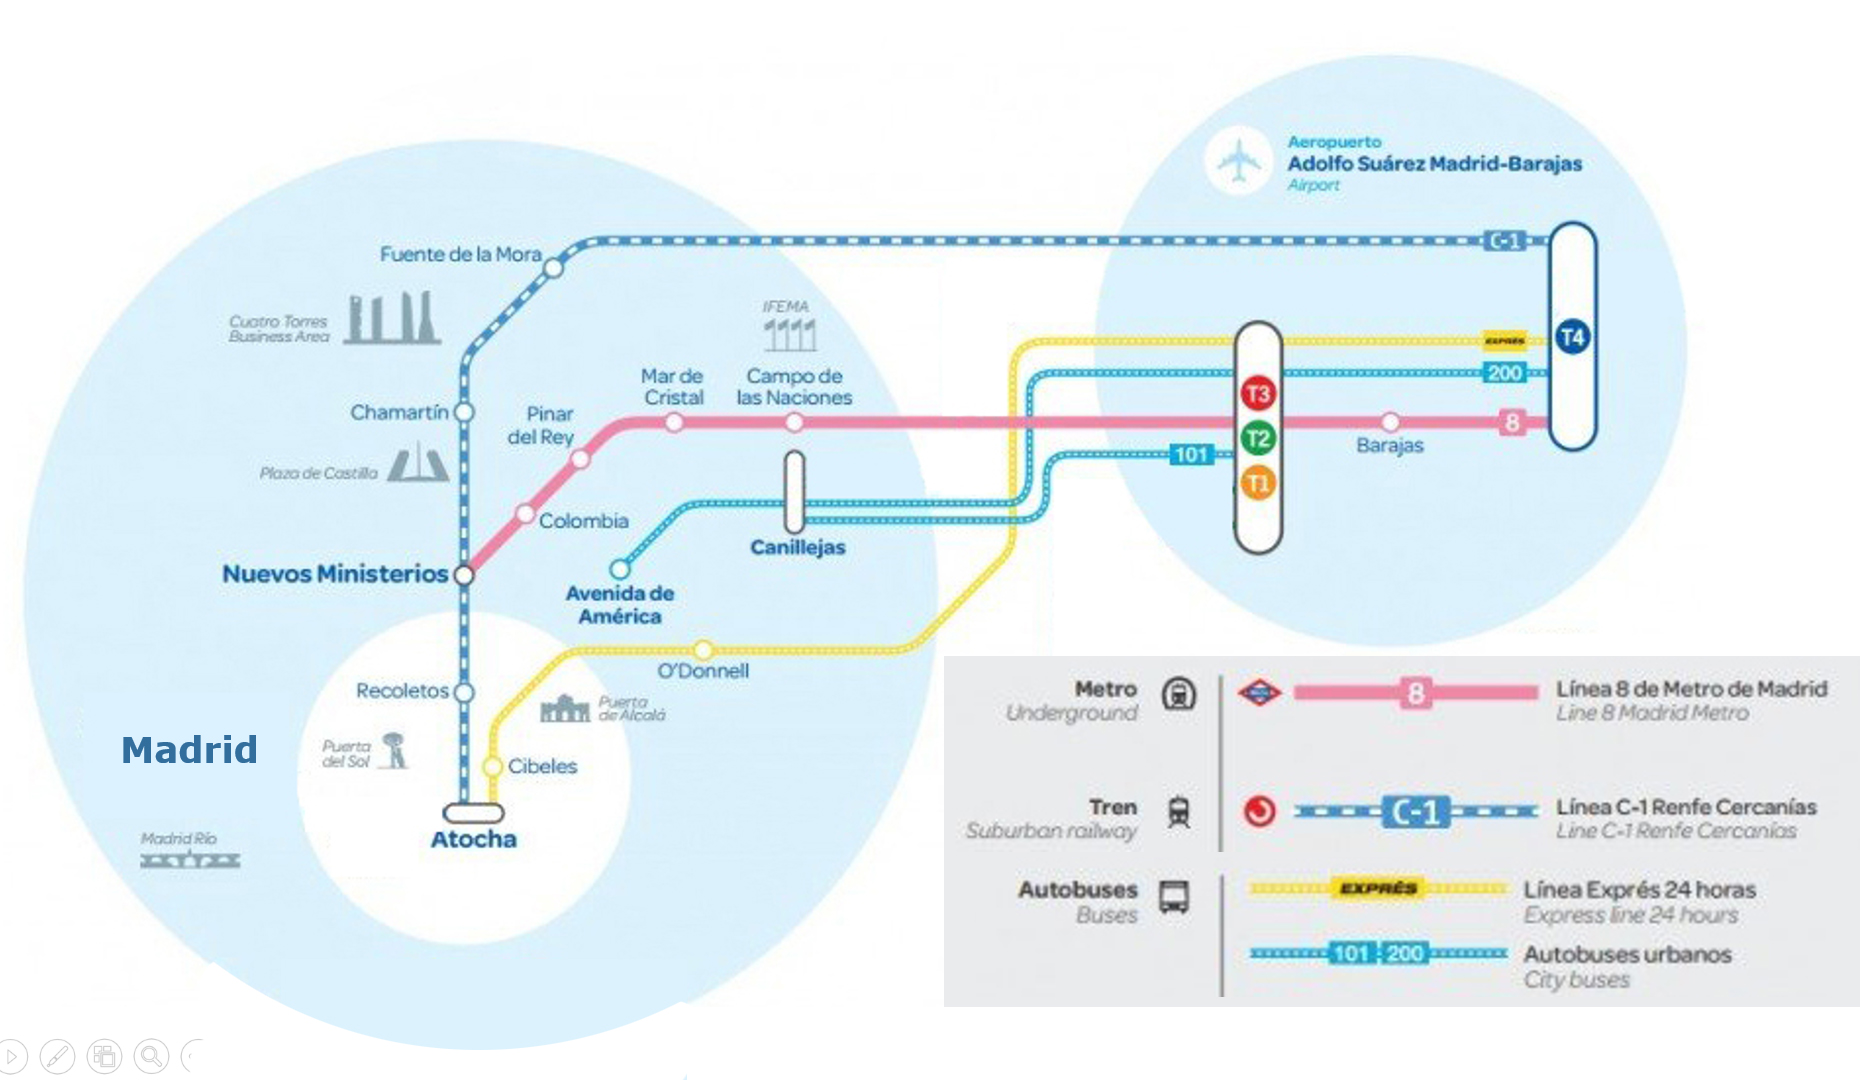 Aeropuerto
Adolfo Suárez Madrid-Barajas
Airport
C-1
Fuente de la Mora
Cuatro Torres
Business Area
IFEMA
EXPRÉS
T4
200
Mar de
Cristal
Campo de
las Naciones
T3
8
T2
T1
Barajas
101
Chamartín
Pinar
del Rey
Plaza de Castilla
Colombia
Canillejas
Nuevos Ministerios
Avenida de
América
O'Donnell
Recoletos
Puerta
de Alcalá
Madrid
Puerta
del Sol
Cibeles
Atocha
Madrid Río
Metro
Underground
8
Línea 8 de Metro de Madrid
Line 8 Madrid Metro
Tren
Suburban railway
C-1
Línea C-1 Renfe Cercanías
Line C-1 Renfe Cercanías
Autobuses
Buses
EXPRÉS
Línea Exprés 24 horas
Express line 24 hours
101 200
Autobuses urbanos
City buses